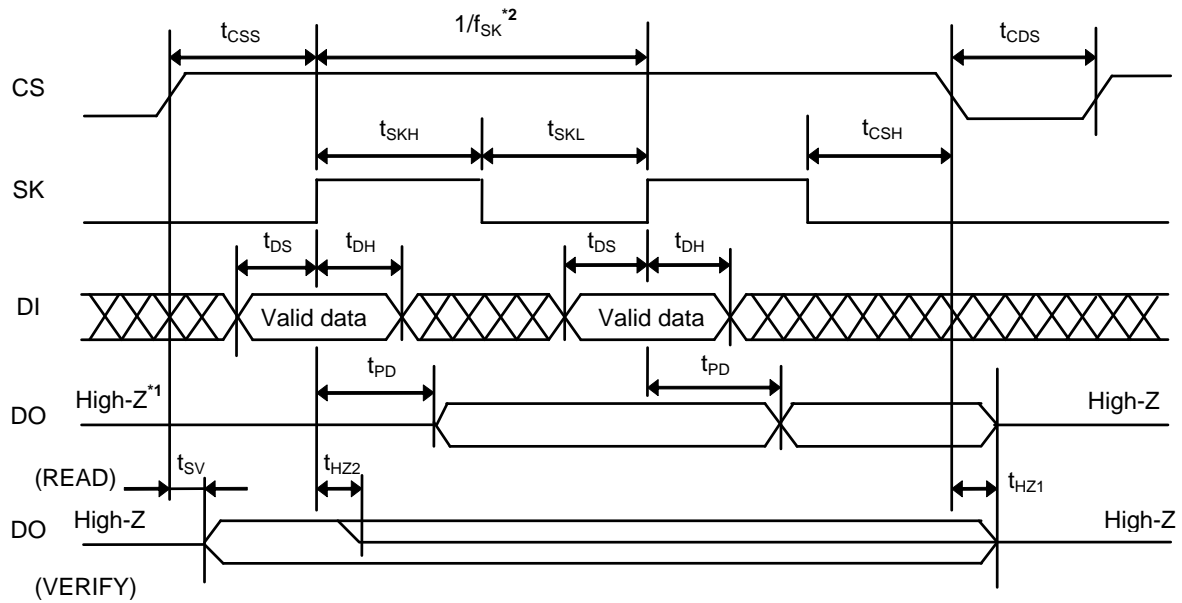 tCSS 1/fSK*2 tCDS
CS
tSKH tSKL tCSH
SK
tDS tDH tDS tDH
DI Valid data Valid data
tPD tPD
High-Z*1 High-Z
DO
(READ) tSV tHZ2 tHZ1
High-Z High-Z
DO
(VERIFY)